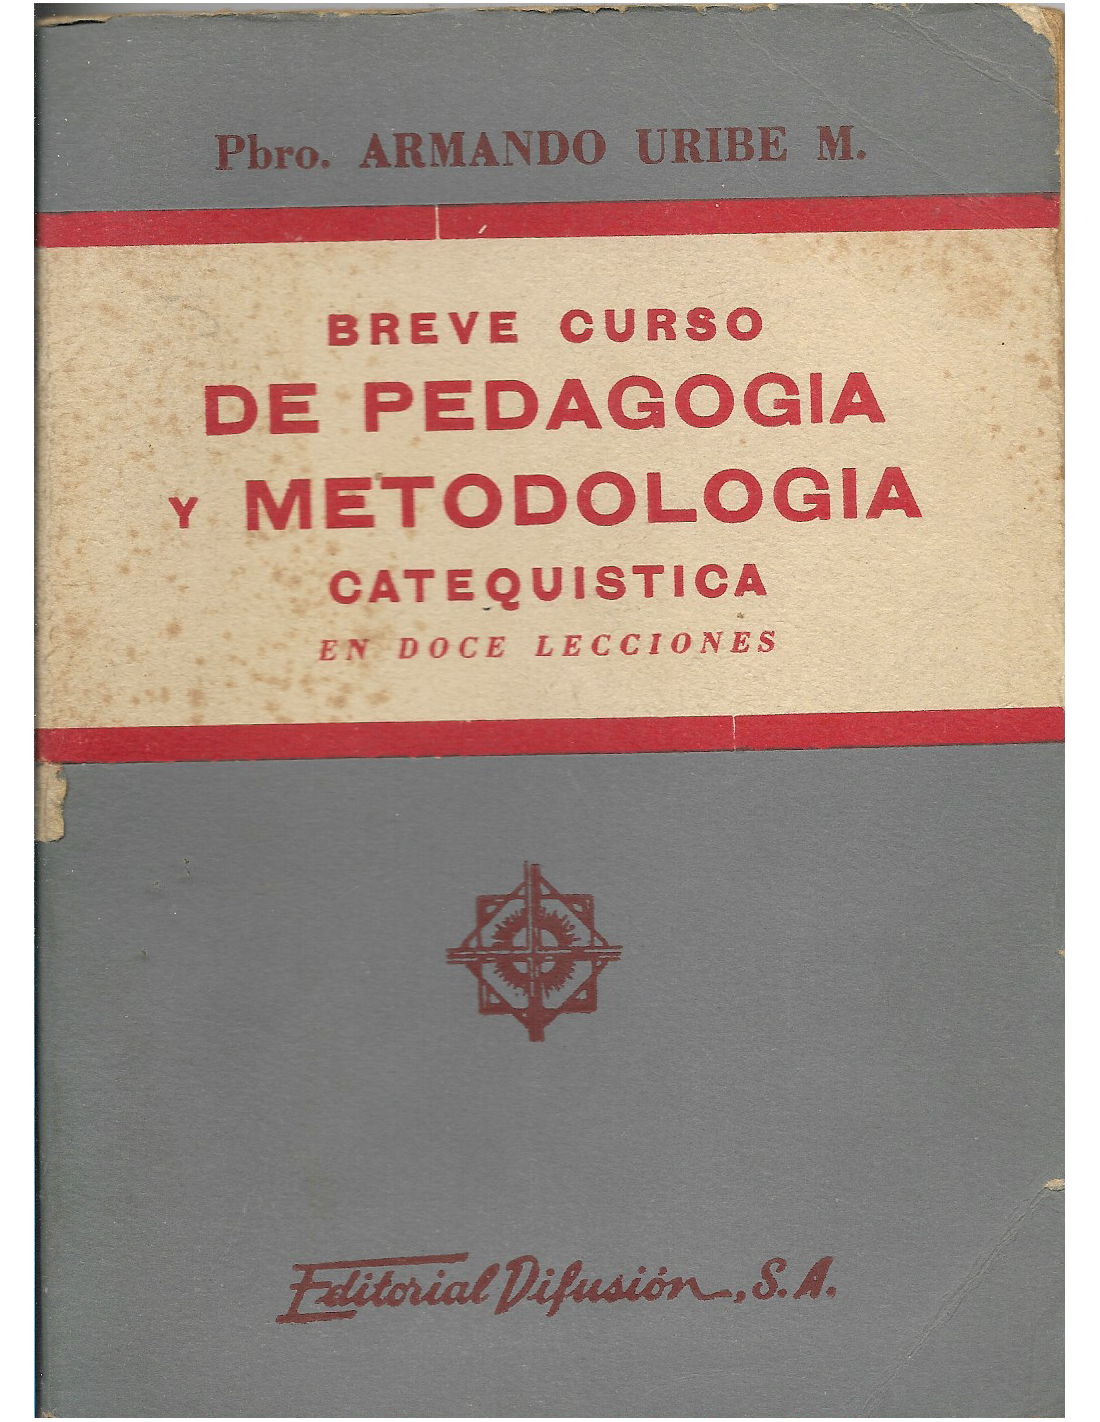 Pbro. ARMANDO URIBE M.
BREVE CURSO
DE PEDAGOGIA
Y METODOLOGIA
CATEQUISTICA
EN DOCE LECCIONES
Editorial Difusión, S. A.